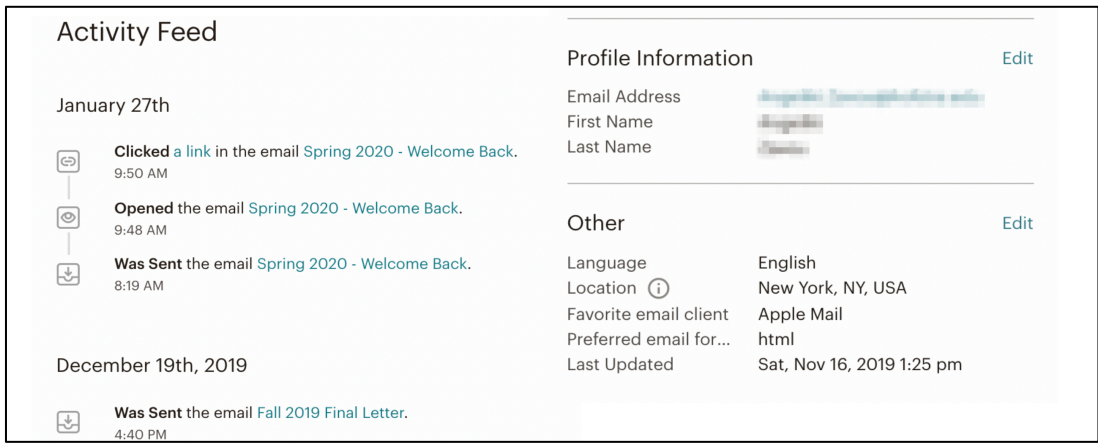 Activity Feed
January 27th
Clicked a link in the email Spring 2020 - Welcome Back.
9:50 AM
Opened the email Spring 2020 - Welcome Back.
9:48 AM
Was Sent the email Spring 2020 - Welcome Back.
8:19 AM
December 19th, 2019
Was Sent the email Fall 2019 Final Letter.
4:40 PM
Profile Information Edit
Email Address
First Name
Last Name
Other Edit
Language English
Location New York, NY, USA
Favorite email client Apple Mail
Preferred email for... html
Last Updated Sat, Nov 16, 2019 1:25 pm